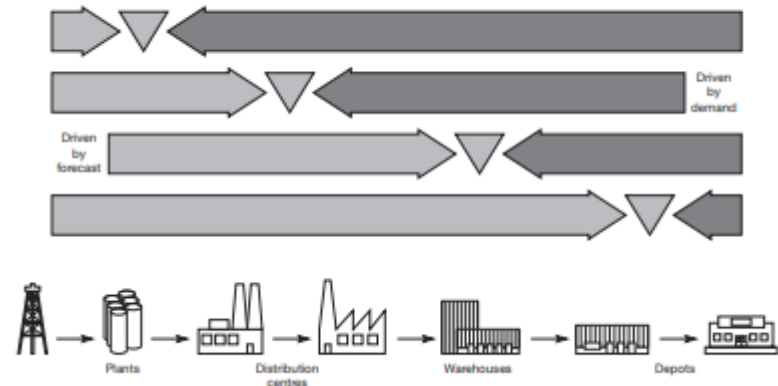 Driven
by
demand
Driven
by
forecast
Plants
Distribution
centres
Warehouses
Depots